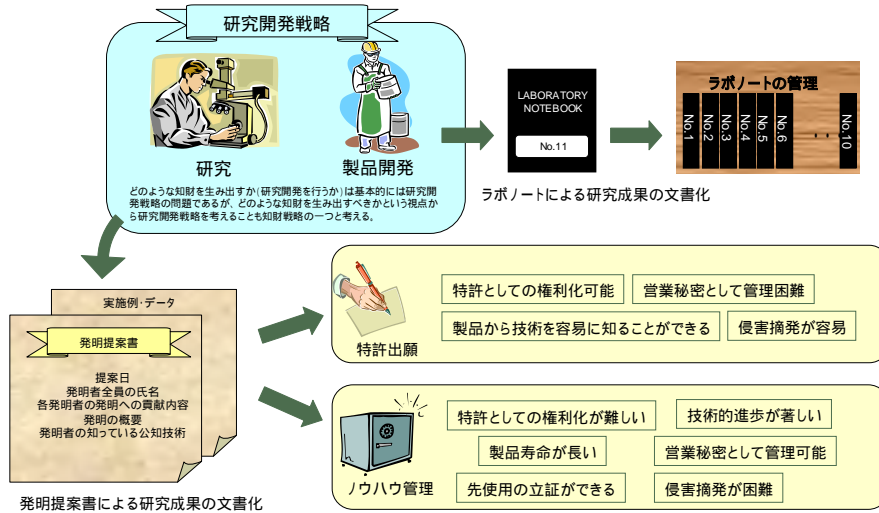 研究開発戦略
研究
製品開発
どのような知財を生み出すか(研究開発を行うか)は基本的には研究開
発戦略の問題であるが、どのような知財を生み出すべきかという視点か
ら研究開発戦略を考えることも知財戦略の一つと考える。
LABORATORY
NOTEBOOK
No.11
ラボノートによる研究成果の文書化
ラボノートの管理
No.1
No.2
No.3
No.4
No.5
No.6
・・・
No.10
実施例・データ
発明提案書
提案日
発明者全員の氏名
各発明者の発明への貢献内容
発明の概要
発明者の知っている公知技術
発明提案書による研究成果の文書化
特許出願
特許としての権利化可能
営業秘密として管理困難
製品から技術を容易に知ることができる
侵害摘発が容易
ノウハウ管理
特許としての権利化が難しい
技術的進歩が著しい
製品寿命が長い
営業秘密として管理可能
先使用の立証ができる
侵害摘発が困難